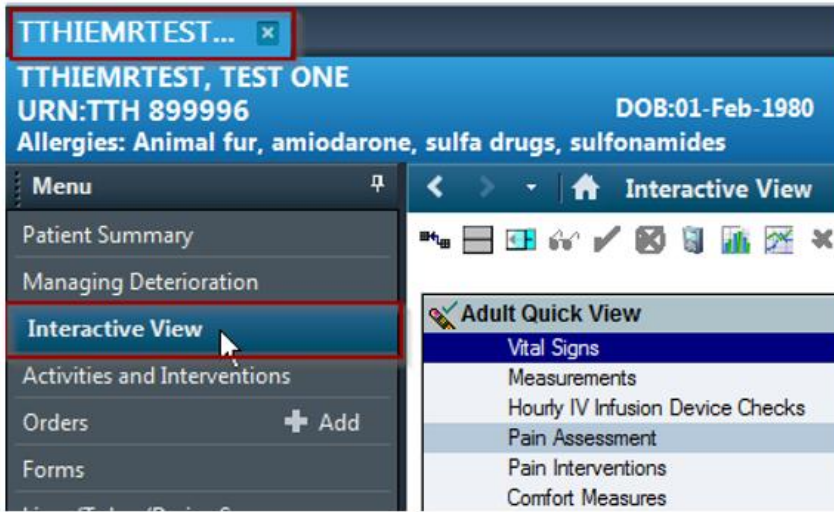 TTHIEMRTEST...
TTHIEMRTEST, TEST ONE
URN:TTH 899996 DOB:01-Feb-1980
Allergies: Animal fur, amiodarone, sulfa drugs, sulfonamides
Menu
Patient Summary
Managing Deterioration
Interactive View
Activities and Interventions
Orders Add
Forms
Interactive View
Adult Quick View
Vital Signs
Measurements
Hourly IV Infusion Device Checks
Pain Assessment
Pain Interventions
Comfort Measures